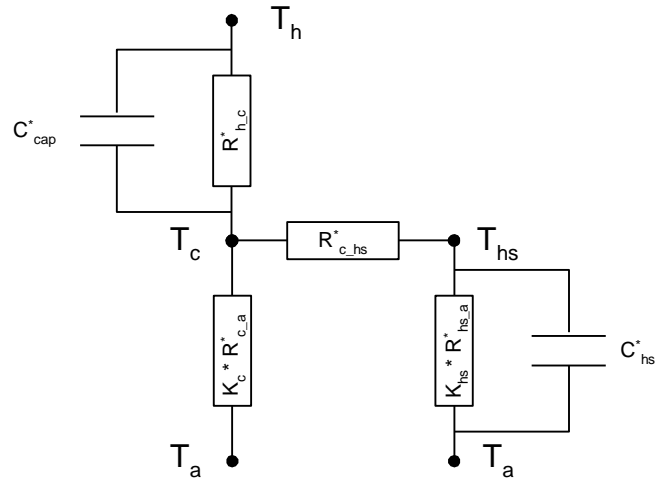 T_h
C*_cap
R*_h_c
T_c
R*_c_hs
T_hs
K_c * R*_c_a
K_hs * R*_hs_a
C*_hs
T_a
T_a